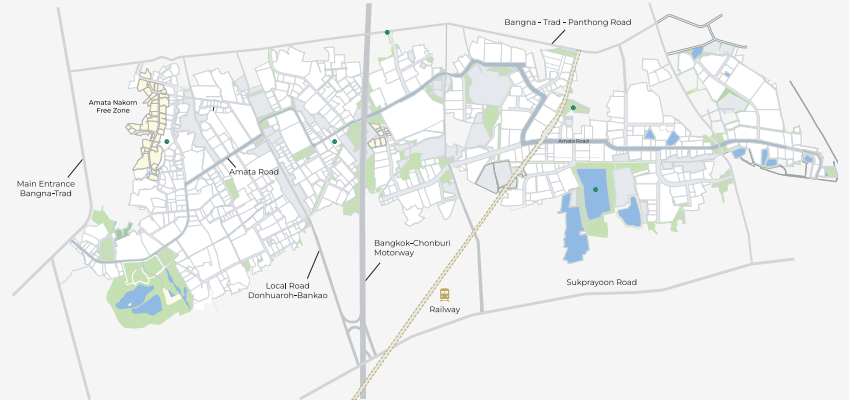 Bangna - Trad - Panthong Road
Amata Nakorn
Free Zone
Amata Road
Amata Road
Main Entrance
Bangna-Trad
Bangkok-Chonburi
Motorway
Local Road
Donhuaroh-Bankao
Sukprayoon Road
Railway